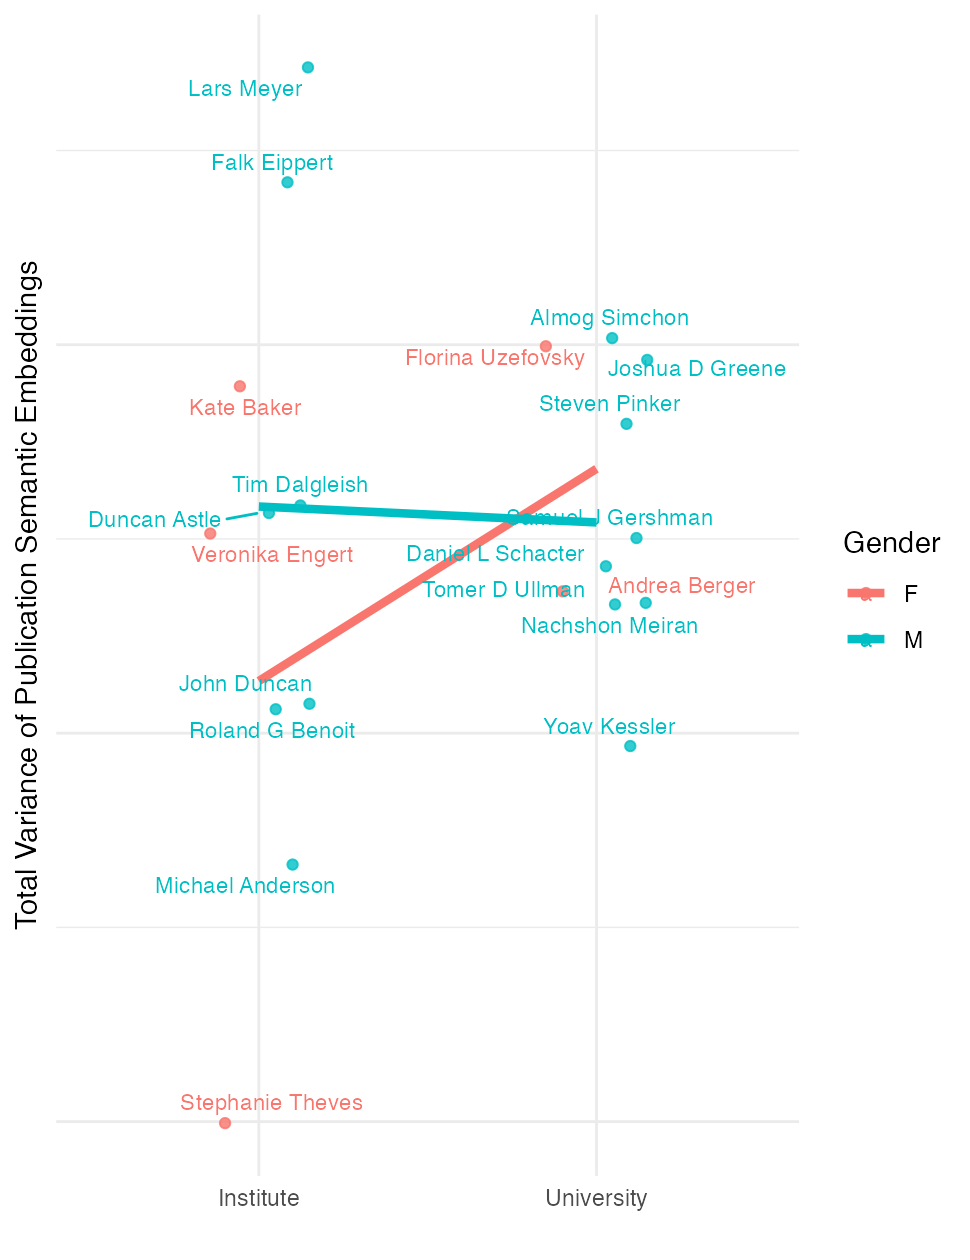 Total Variance of Publication Semantic Embeddings
Lars Meyer
Falk Eippert
Almog Simchon
Florina Uzefovsky
Joshua D Greene
Kate Baker
Steven Pinker
Tim Dalgleish
Duncan Astle
Samuel J Gershman
Veronika Engert
Daniel L Schacter
Tomer D Ullman
Andrea Berger
Nachshon Meiran
John Duncan
Roland G Benoit
Yoav Kessler
Michael Anderson
Stephanie Theves
Institute
University
Gender
F
M